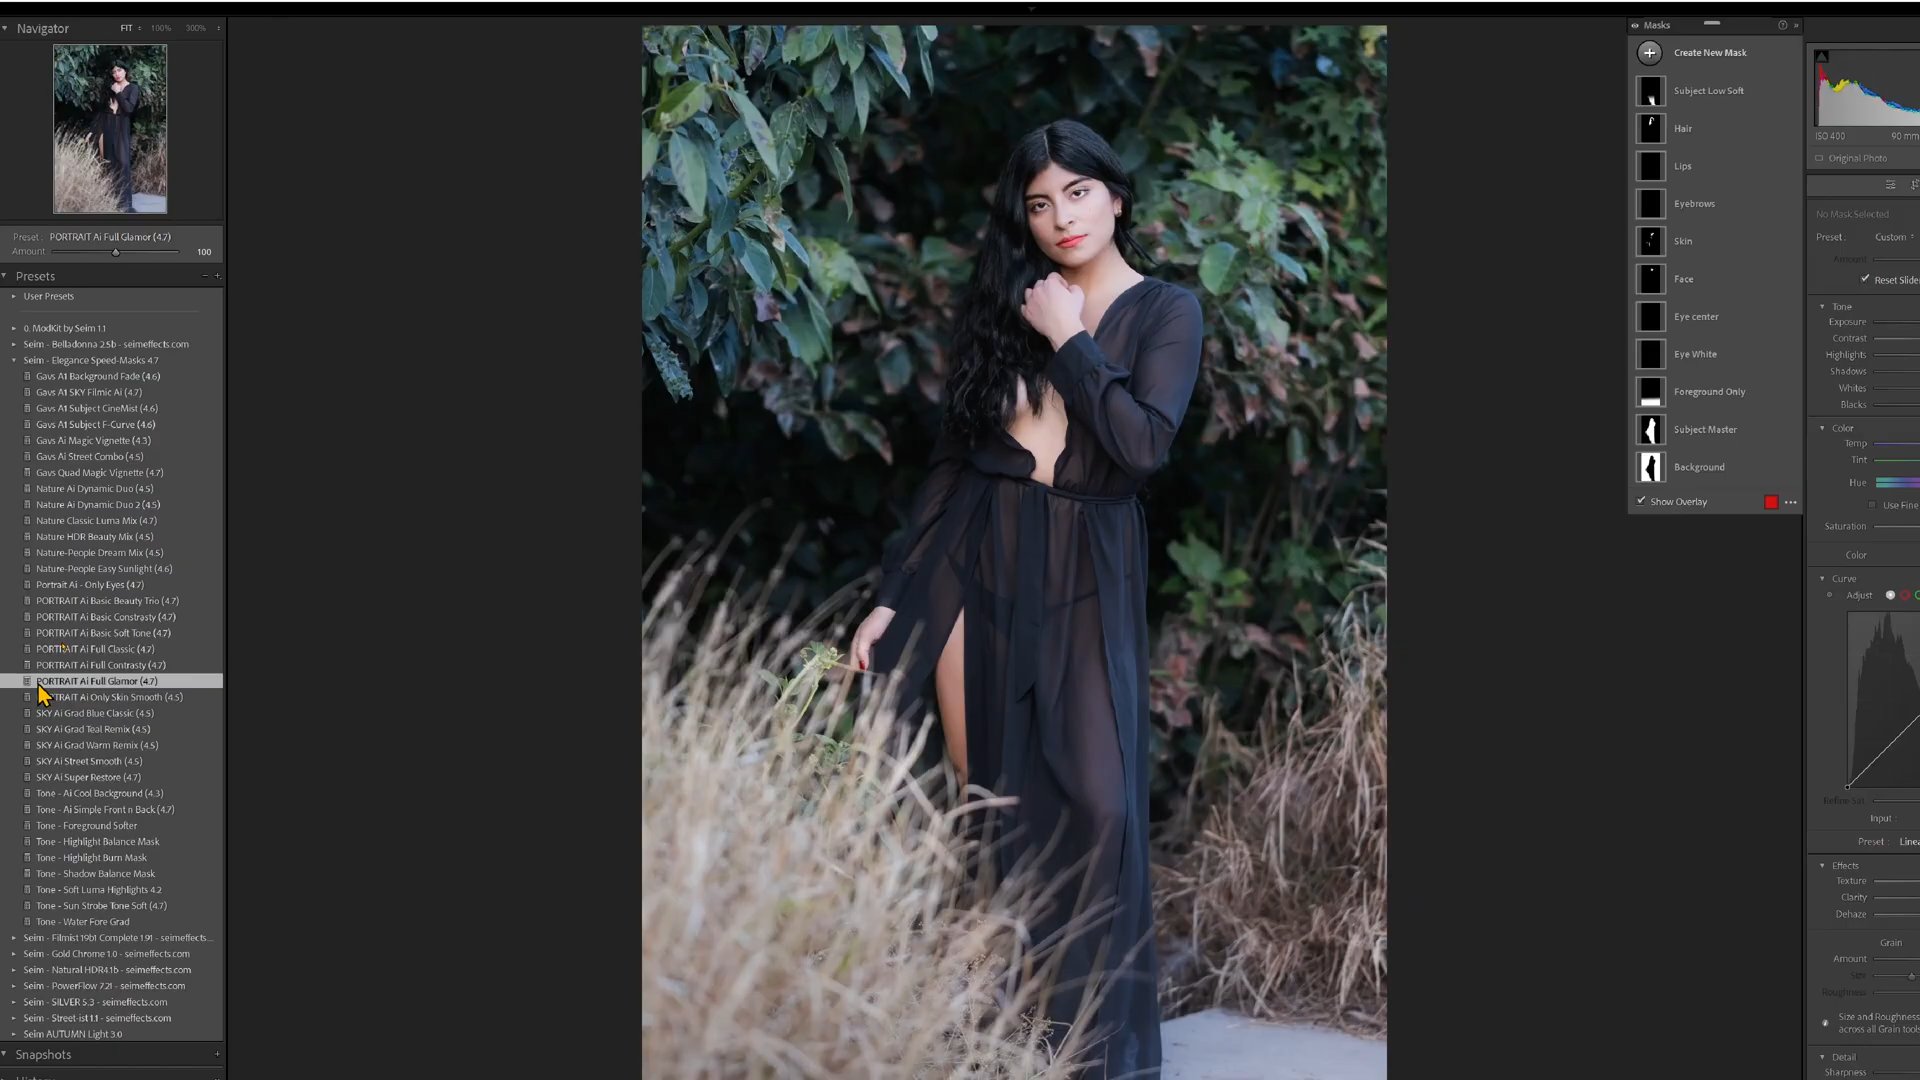 Navigator
FIT
100%
300%
Preset : PORTRAIT Ai Full Glamor (4.7)
Amount 100
Presets
User Presets
0. ModKit by Seim 1.1
Seim - Belladonna 2.5b - seimeffects.com
Seim - Elegance Speed-Masks 4.7
Gavs A1 Background Fade (4.6)
Gavs A1 SKY Filmic Ai (4.7)
Gavs A1 Subject CineMist (4.6)
Gavs A1 Subject F-Curve (4.6)
Gavs Ai Magic Vignette (4.3)
Gavs Ai Street Combo (4.5)
Gavs Quad Magic Vignette (4.7)
Nature Ai Dynamic Duo (4.5)
Nature Ai Dynamic Duo 2 (4.5)
Nature Classic Luma Mix (4.7)
Nature HDR Beauty Mix (4.5)
Nature-People Dream Mix (4.5)
Nature-People Easy Sunlight (4.6)
Portrait Ai - Only Eyes (4.7)
PORTRAIT Ai Basic Beauty Trio (4.7)
PORTRAIT Ai Basic Constrasty (4.7)
PORTRAIT Ai Basic Soft Tone (4.7)
PORTRAIT Ai Full Classic (4.7)
PORTRAIT Ai Full Contrasty (4.7)
PORTRAIT Ai Full Glamor (4.7)
TRAIT Ai Only Skin Smooth (4.5)
SKY Ai Grad Blue Classic (4.5)
SKY Ai Grad Teal Remix (4.5)
SKY Ai Grad Warm Remix (4.5)
SKY Ai Street Smooth (4.5)
SKY Ai Super Restore (4.7)
Tone - Ai Cool Background (4.3)
Tone - Ai Simple Front n Back (4.7)
Tone - Foreground Softer
Tone - Highlight Balance Mask
Tone - Highlight Burn Mask
Tone - Shadow Balance Mask
Tone - Soft Luma Highlights 4.2
Tone - Sun Strobe Tone Soft (4.7)
Tone - Water Fore Grad
Seim - Filmist 19b1 Complete 1.91 - seimeffects...
Seim - Gold Chrome 1.0 - seimeffects.com
Seim - Natural HDR4.1b - seimeffects.com
Seim - PowerFlow 7.21 - seimeffects.com
Seim - SILVER 5.3 - seimeffects.com
Seim - Street-ist 1.1 - seimeffects.com
Seim AUTUMN Light 3.0
Snapshots
Masks
Create New Mask
Subject Low Soft
Hair
Lips
Eyebrows
Skin
Face
Eye center
Eye White
Foreground Only
Subject Master
Background
Show Overlay
ISO 400
90 mm
Original Photo
No Mask Selected
Preset : Custom
Amount
Reset Slide
Tone
Exposure
Contrast
Highlights
Shadows
Whites
Blacks
Color
Temp
Tint
Hue
Use Fine
Saturation
Color
Curve
Adjust
Refine Sat.
Input :
Preset : Linea
Effects
Texture
Clarity
Dehaze
Grain
Amount
Size
Roughness
Size and Roughness
across all Grain tools
Detail
Sharpness